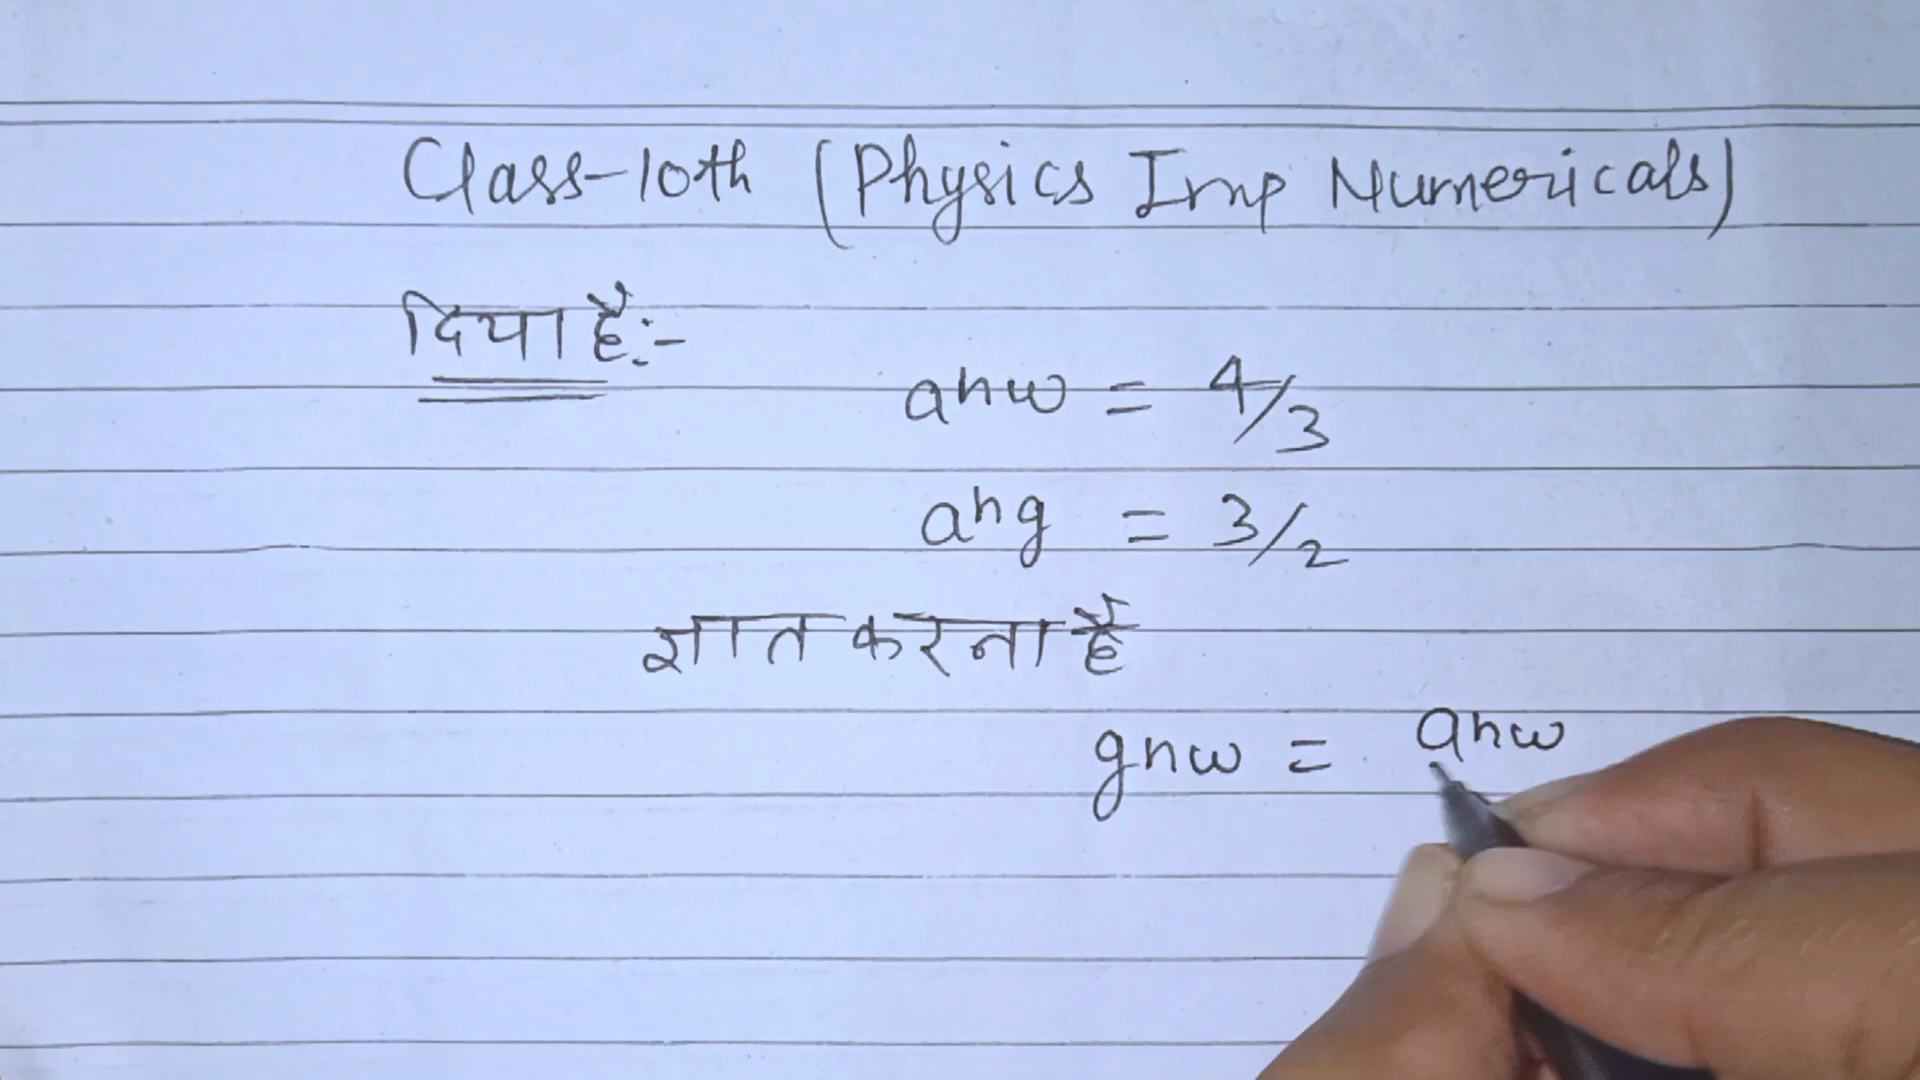 Class-10th (Physics Imp Numericals)
दिया है:-
anw = 4/3
ang = 3/2
ज्ञात करना है
gnw = anw